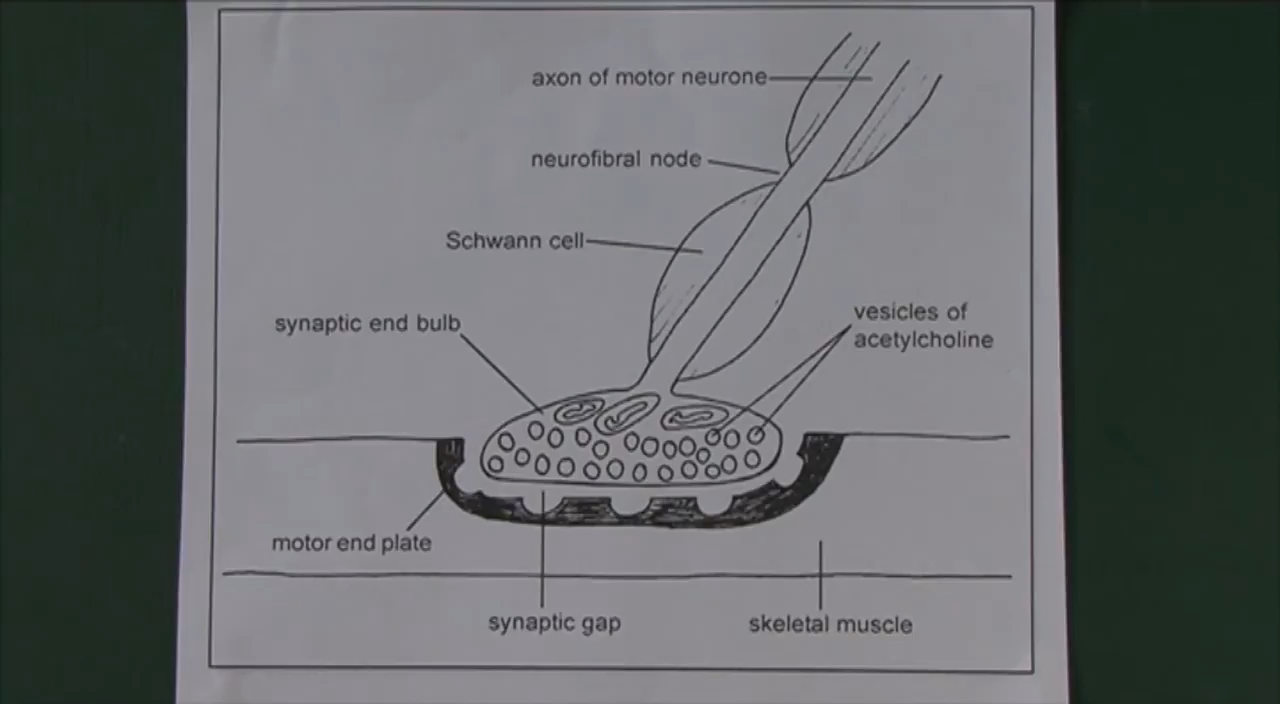 axon of motor neurone
neurofibral node
Schwann cell
synaptic end bulb
vesicles of
acetylcholine
motor end plate
synaptic gap
skeletal muscle